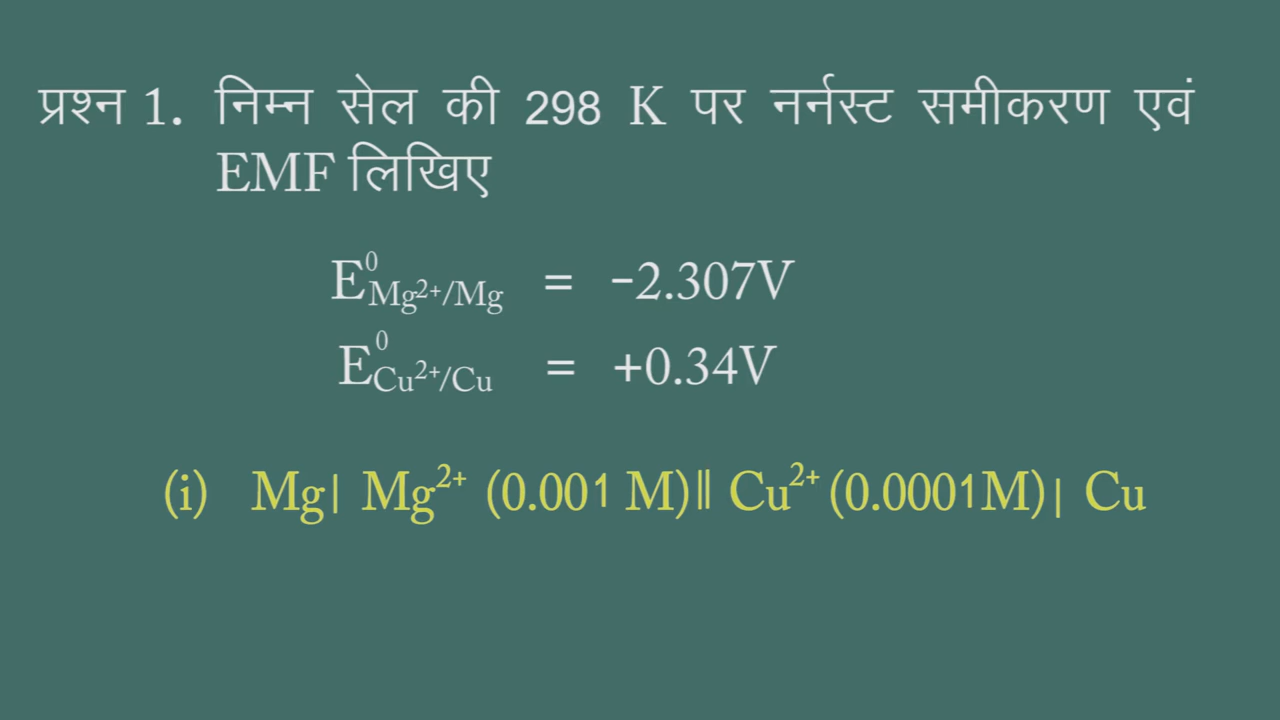 प्रश्न 1. निम्न सेल की 298 K पर नर्नस्ट समीकरण एवं
EMF लिखिए
E⁰Mg²⁺/Mg = -2.307V
E⁰Cu²⁺/Cu = +0.34V
(i) Mg| Mg²⁺ (0.001 M)|| Cu²⁺ (0.0001M)| Cu